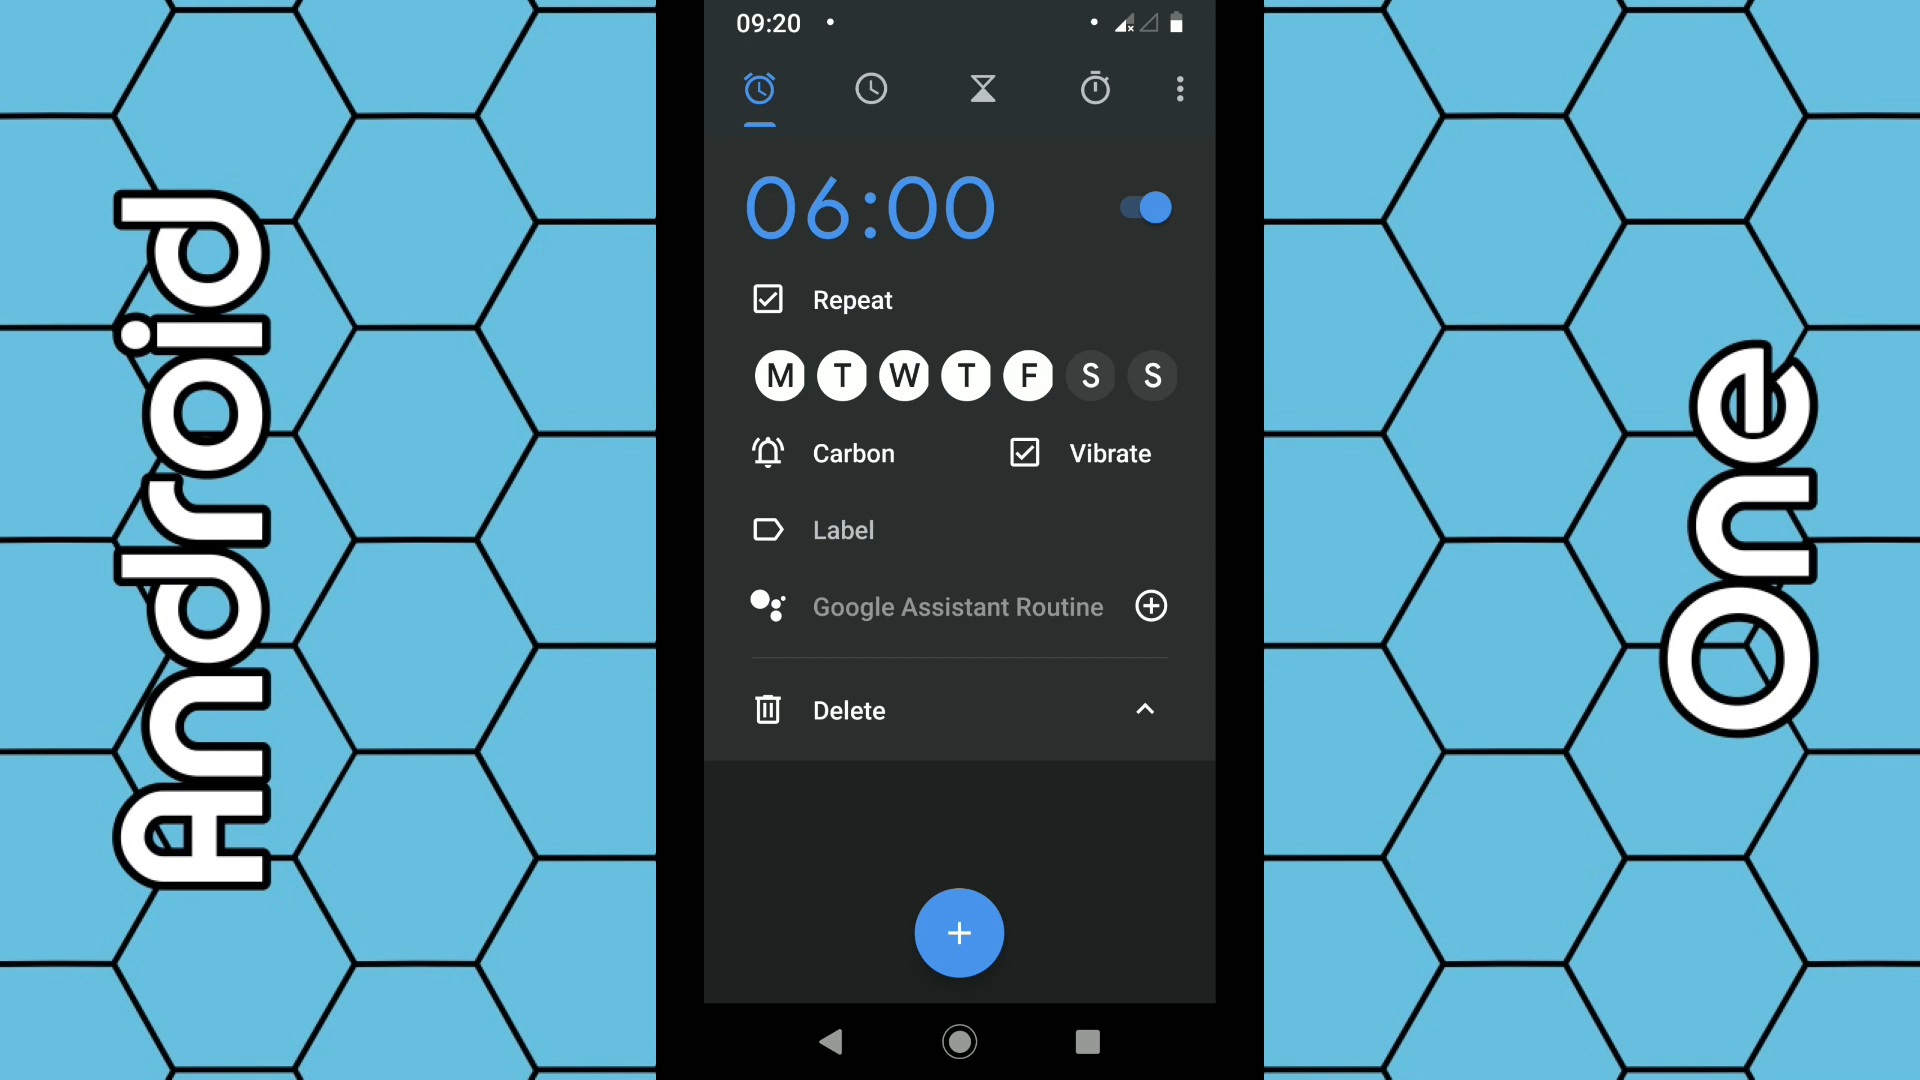 Android
09:20
06:00
Repeat
M T W T F S S
Carbon
Vibrate
Label
Google Assistant Routine
Delete
One